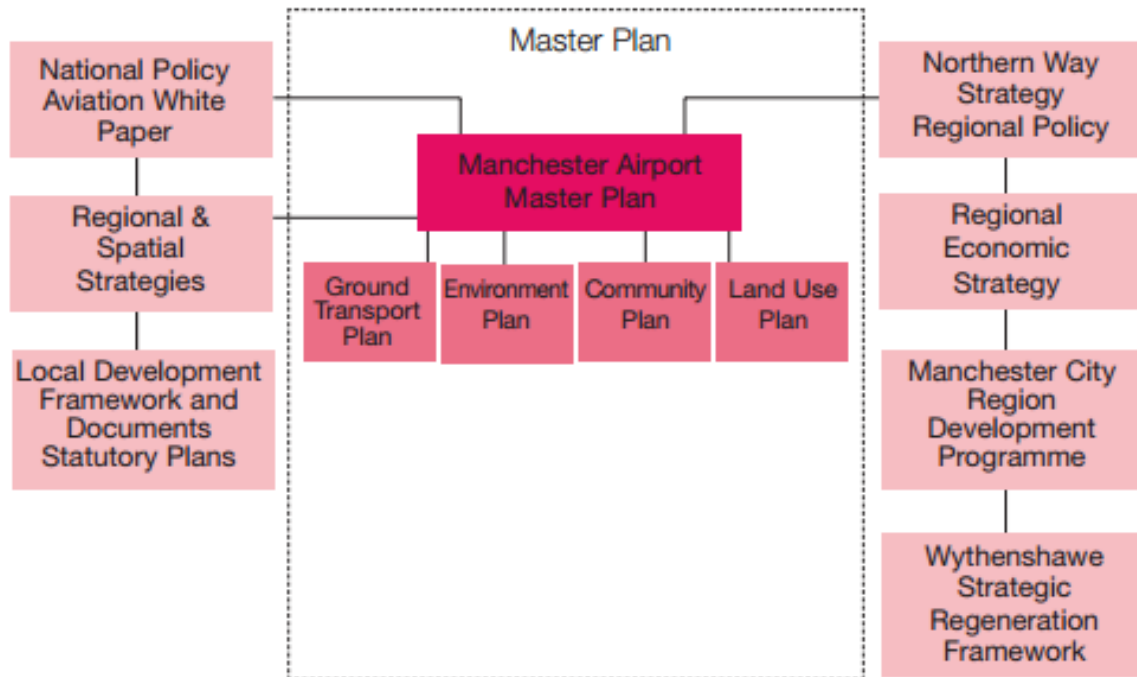 Master Plan
National Policy
Aviation White
Paper
Regional &
Spatial
Strategies
Local Development
Framework and
Documents
Statutory Plans
Manchester Airport
Master Plan
Ground
Transport
Plan
Environment
Plan
Community
Plan
Land Use
Plan
Northern Way
Strategy
Regional Policy
Regional
Economic
Strategy
Manchester City
Region
Development
Programme
Wythenshawe
Strategic
Regeneration
Framework